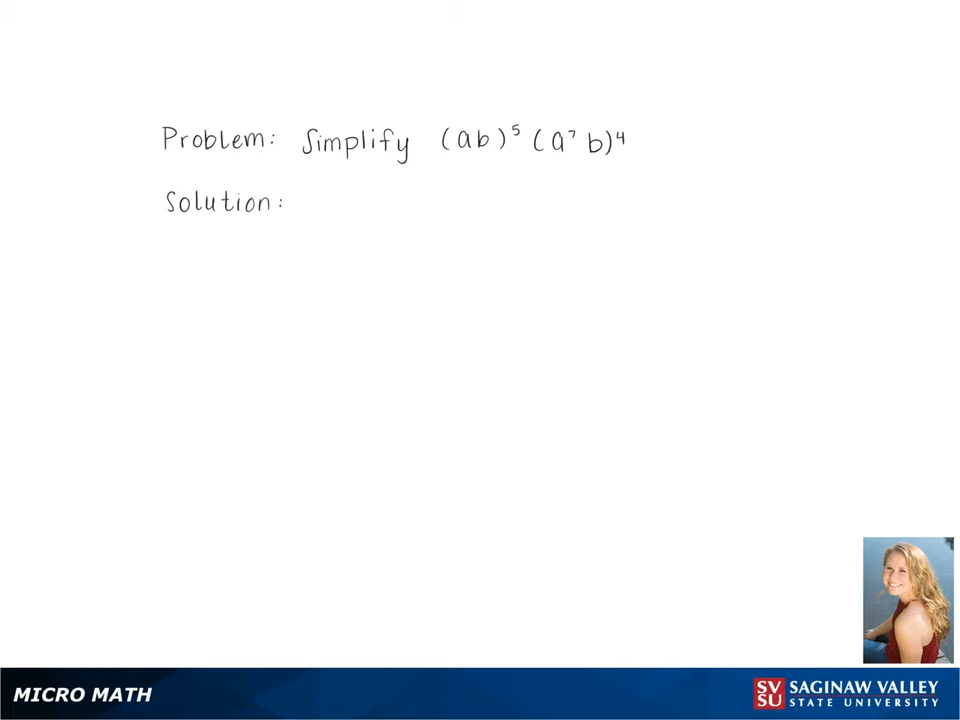 Problem: Simplify (ab)⁵ (a⁷ b)⁴
Solution:
MICRO MATH
SV SU SAGINAW VALLEY STATE UNIVERSITY